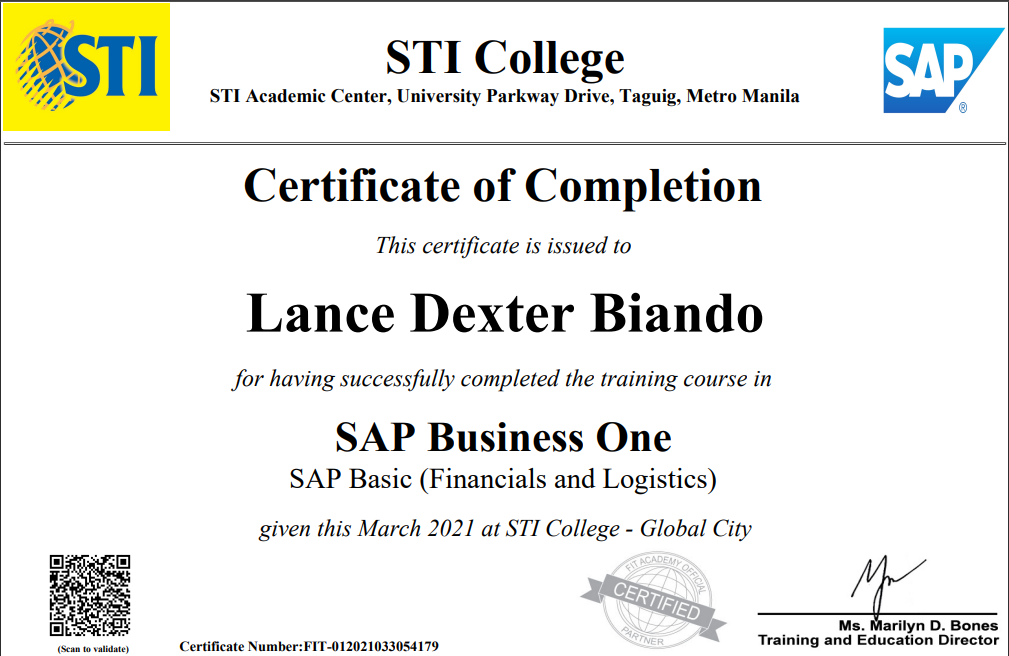 STI
STI College
STI Academic Center, University Parkway Drive, Taguig, Metro Manila
SAP
®
Certificate of Completion
This certificate is issued to
Lance Dexter Biando
for having successfully completed the training course in
SAP Business One
SAP Basic (Financials and Logistics)
given this March 2021 at STI College - Global City
(Scan to validate)
Certificate Number:FIT-012021033054179
FIT ACADEMY OFFICIAL
CERTIFIED
PARTNER
Ms. Marilyn D. Bones
Training and Education Director